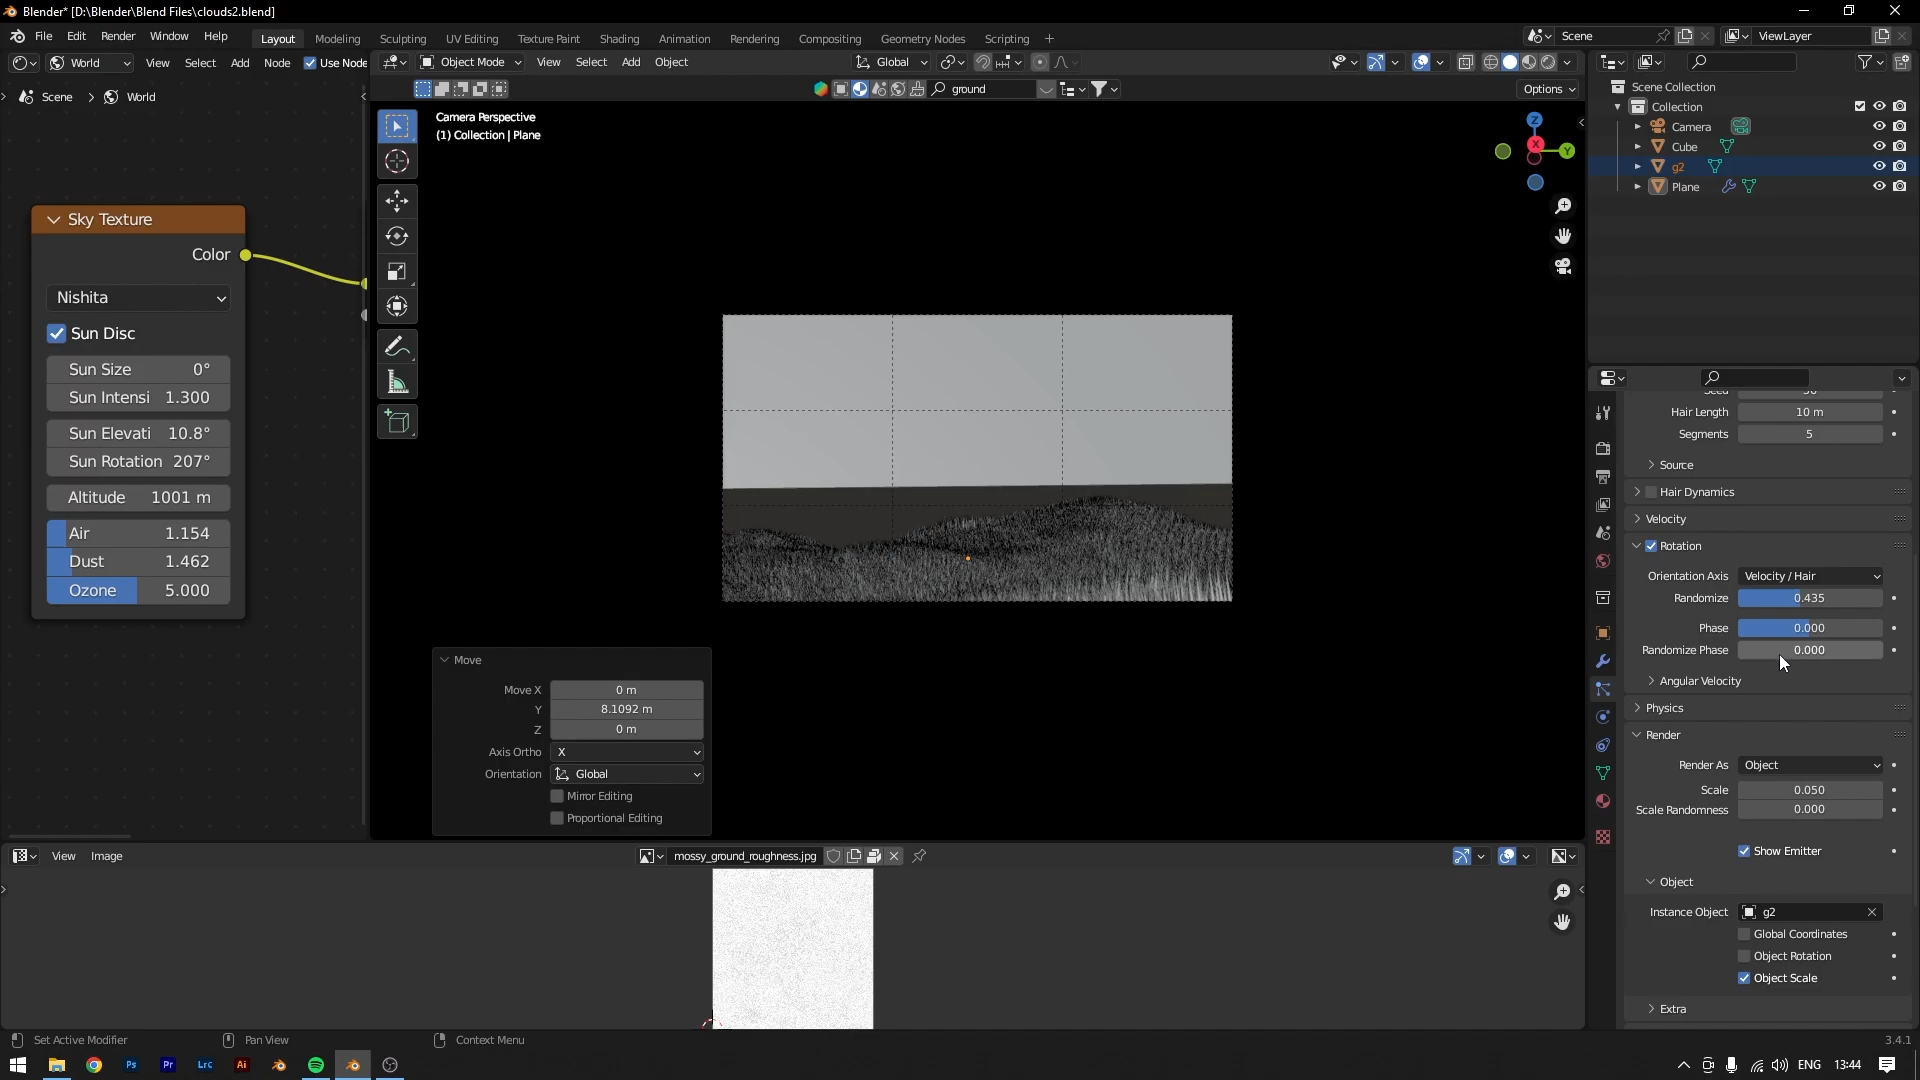 Blender* [D:\Blender\Blend Files\clouds2.blend]
File Edit Render Window Help
Layout Modeling Sculpting UV Editing Texture Paint Shading Animation Rendering Compositing Geometry Nodes Scripting
Scene
ViewLayer
World View Select Add Node Use Node
Object Mode View Select Add Object
Global
Scene World
ground
Options
Camera Perspective
(1) Collection | Plane
Z
X
Y
Scene Collection
Collection
Camera
Cube
g2
Plane
Sky Texture
Color
Nishita
Sun Disc
Sun Size 0°
Sun Intensi 1.300
Sun Elevati 10.8°
Sun Rotation 207°
Altitude 1001 m
Air 1.154
Dust 1.462
Ozone 5.000
Move
Move X 0 m
Y 8.1092 m
Z 0 m
Axis Ortho X
Orientation Global
Mirror Editing
Proportional Editing
Hair Length 10 m
Segments 5
Source
Hair Dynamics
Velocity
Rotation
Orientation Axis Velocity / Hair
Randomize 0.435
Phase 0.000
Randomize Phase 0.000
Angular Velocity
Physics
Render
Render As Object
Scale 0.050
Scale Randomness 0.000
Show Emitter
Object
Instance Object g2
Global Coordinates
Object Rotation
Object Scale
Extra
View Image
mossy_ground_roughness.jpg
Set Active Modifier
Pan View
Context Menu
3.4.1
Ps
Pr
Lrc
Ai
ENG
13:44